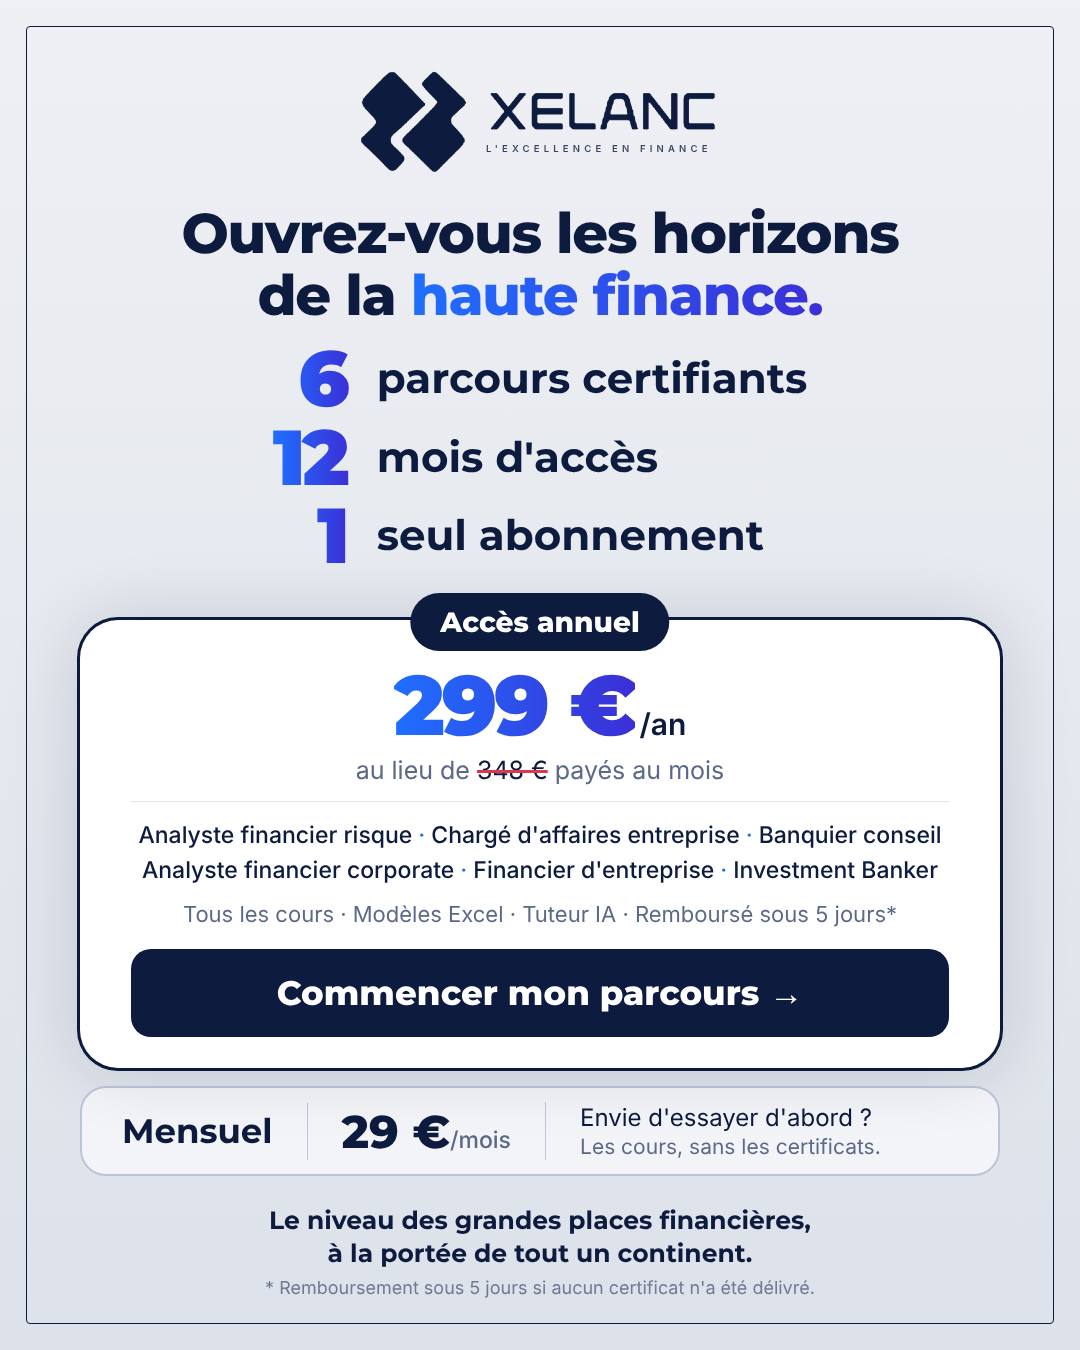 XELANC
L'EXCELLENCE EN FINANCE
Ouvrez-vous les horizons
de la haute finance.
6 parcours certifiants
12 mois d'accès
1 seul abonnement
Accès annuel
299 €/an
au lieu de 348 € payés au mois
Analyste financier risque · Chargé d'affaires entreprise · Banquier conseil
Analyste financier corporate · Financier d'entreprise · Investment Banker
Tous les cours · Modèles Excel · Tuteur IA · Remboursé sous 5 jours*
Commencer mon parcours →
Mensuel
29 €/mois
Envie d'essayer d'abord ?
Les cours, sans les certificats.
Le niveau des grandes places financières,
à la portée de tout un continent.
* Remboursement sous 5 jours si aucun certificat n'a été délivré.